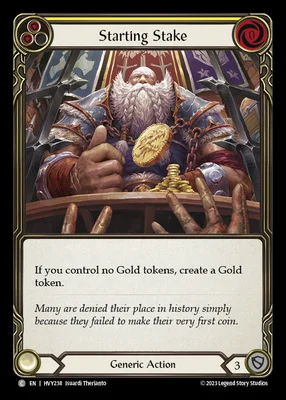 Starting Stake
If you control no Gold tokens, create a Gold
token.
Many are denied their place in history simply
because they failed to make their very first coin.
Generic Action
3
C EN | HVY238 Isuardi Therianto
©2023 Legend Story Studios